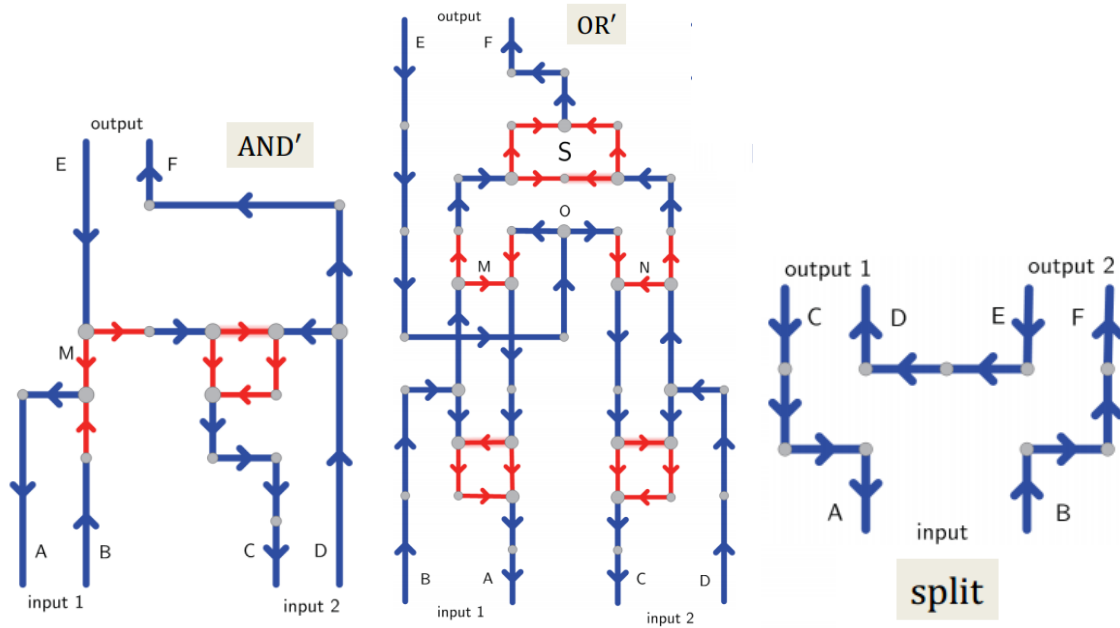 output
E
F
AND′
M
A
B
C
D
input 1
input 2
output
E
F
OR′
S
O
M
N
B
A
C
D
input 1
input 2
output 1
output 2
C
D
E
F
A
B
input
split